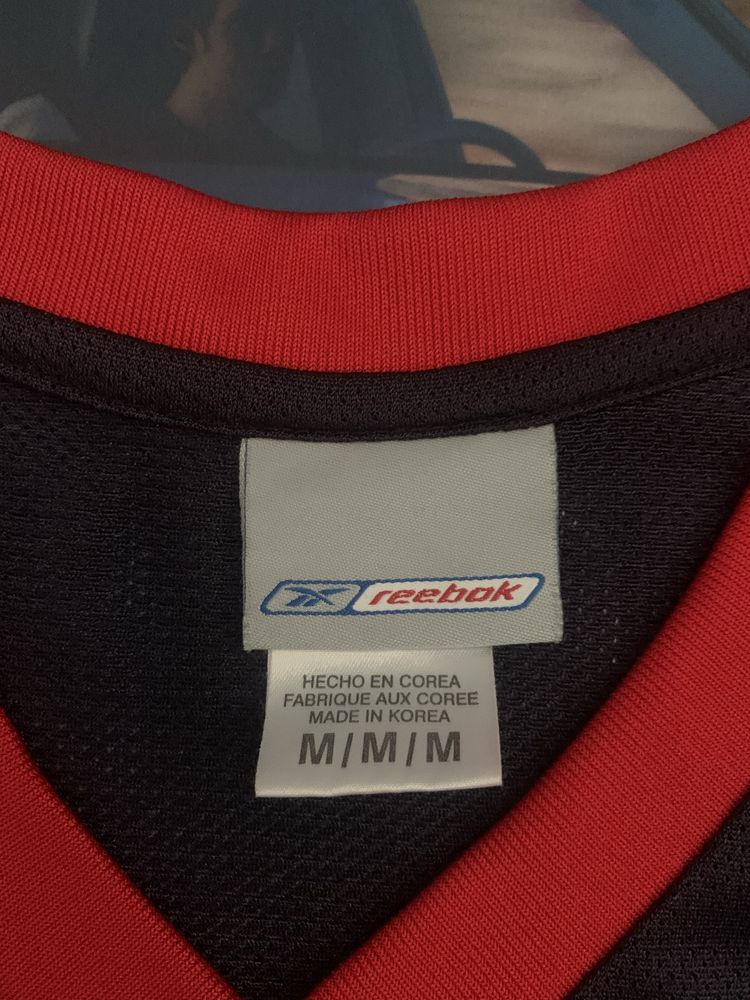 reebok
HECHO EN COREA
FABRIQUE AUX COREE
MADE IN KOREA
M/M/M